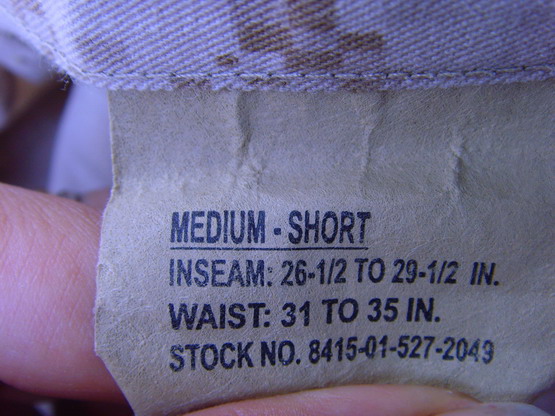 MEDIUM - SHORT
INSEAM: 26-1/2 TO 29-1/2 IN.
WAIST: 31 TO 35 IN.
STOCK NO. 8415-01-527-2049